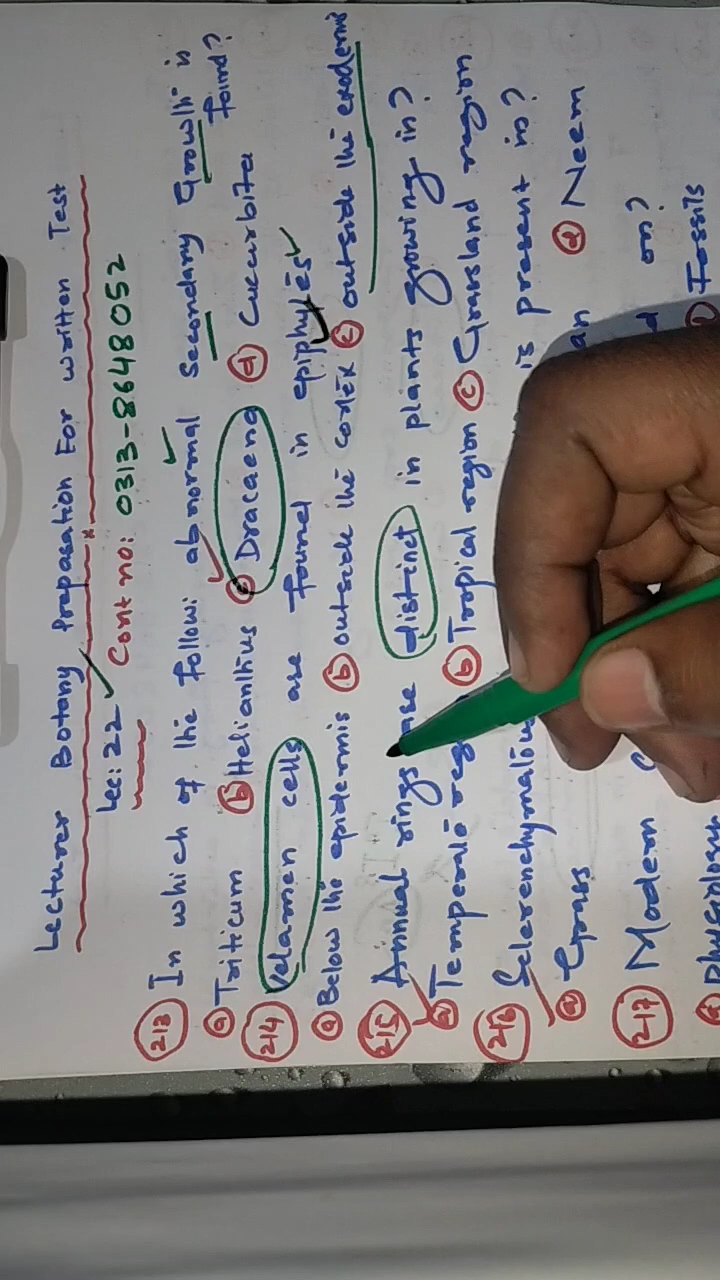 Lecturer Botany Preparation For written Test
Lec: 22 Cont no: 0313-8648052
213 In which of the follow: abnormal Secondary Growth is found?
a Triticum b Helianthus c Dracaena d Cucurbita
214 Velamen cells are found in epiphytes
a Below the epidermis b outside the cortex c outside the exodermis
215 Annual rings are distinct in plants growing in?
a Temperate b Tropical region c Grassland region
216 Sclerenchymatous is present in?
a Grass d Neem
217 Modern on?
a Fossils